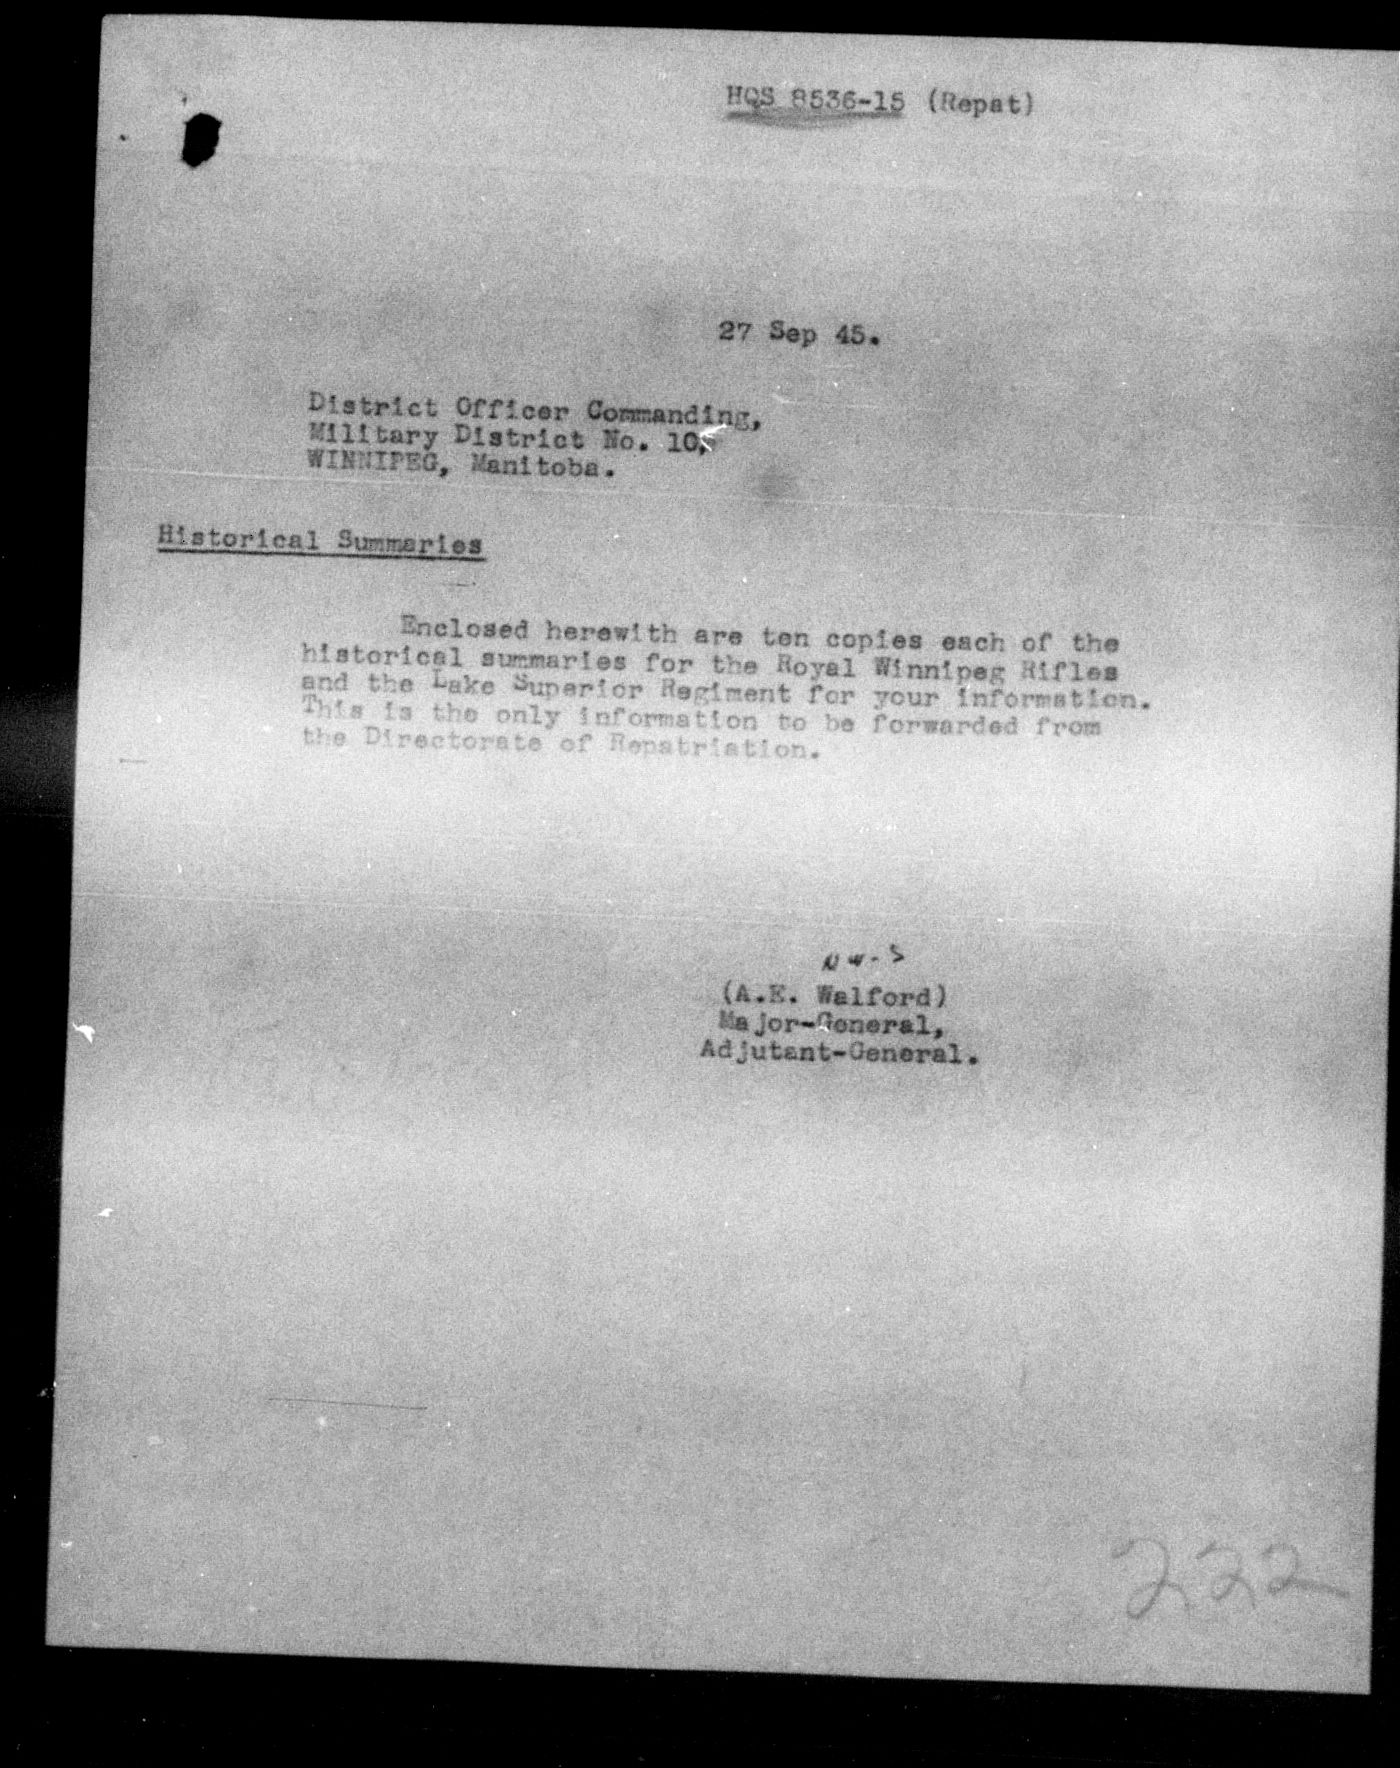 HQS 8536-15 (Repat)
27 Sep 45.
District Officer Commanding,
Military District No. 10,
WINNIPEG, Manitoba.
Historical Summaries
Enclosed herewith are ten copies each of the
historical summaries for the Royal Winnipeg Rifles
and the Lake Superior Regiment for your information.
This is the only information to be forwarded from
the Directorate of Repatriation.
(A.E. Walford)
Major-General,
Adjutant-General.
222